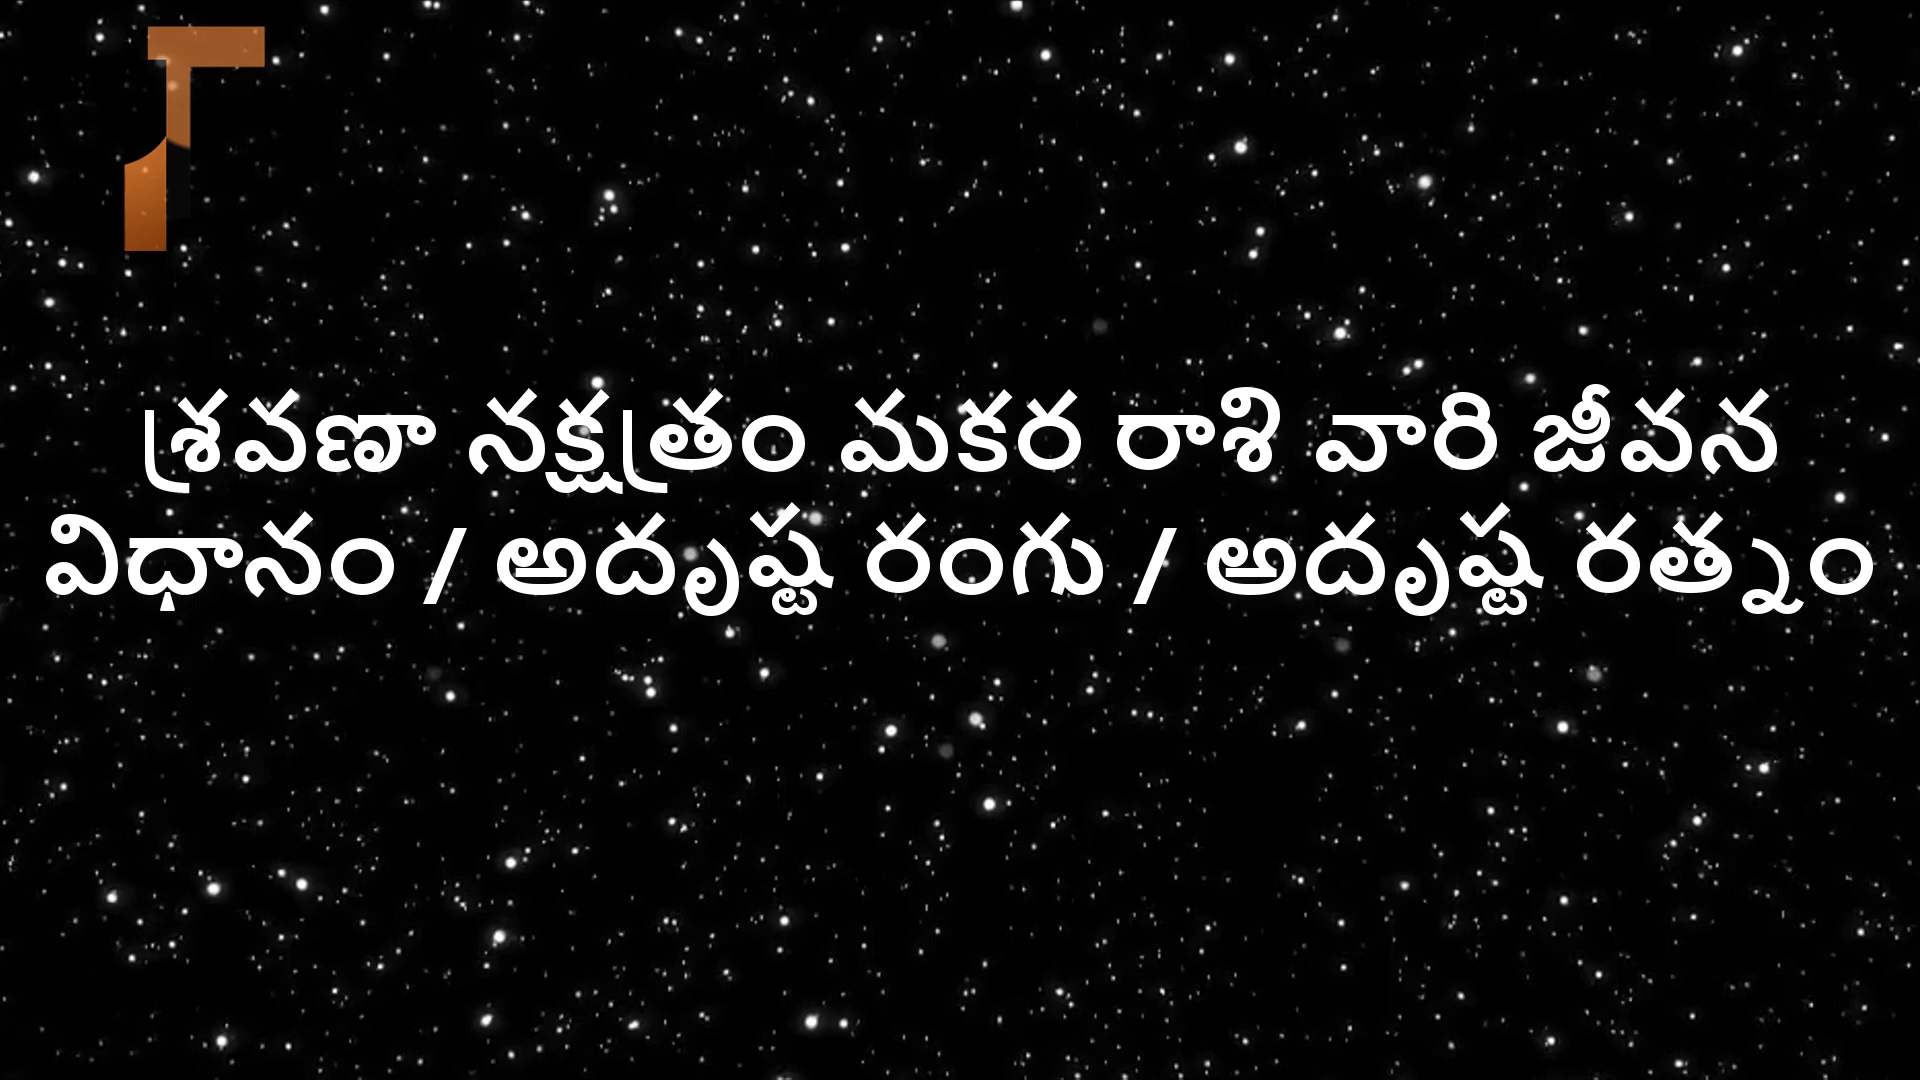 శ్రవణా నక్షత్రం మకర రాశి వారి జీవన
విధానం / అదృష్ట రంగు / అదృష్ట రత్నం